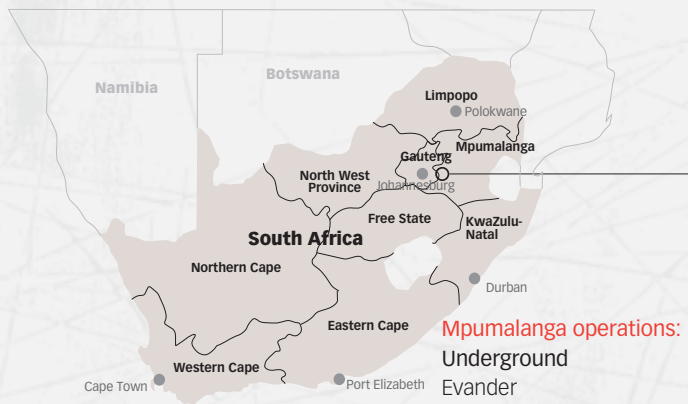 Botswana
Namibia
Limpopo
Polokwane
Mpumalanga
Gauteng
North West
Province
Johannesburg
Free State
KwaZulu-
Natal
South Africa
Northern Cape
Durban
Eastern Cape
Mpumalanga operations:
Underground
Western Cape
Cape Town
Port Elizabeth
Evander